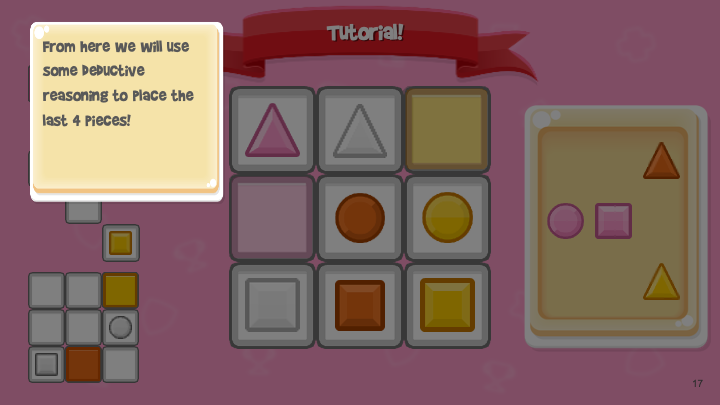 Tutorial!
From here we will use
some deductive
reasoning to place the
last 4 pieces!
17